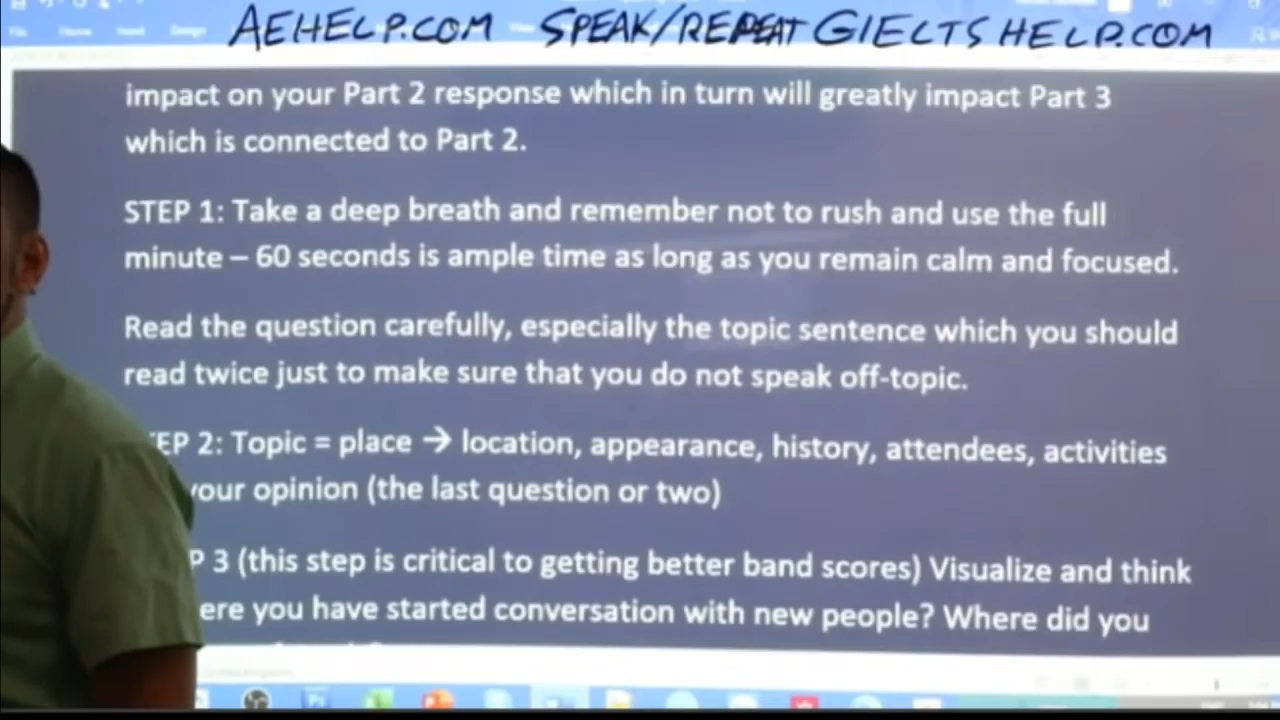 AEHELP.COM SPEAK/REPEAT GIELTSHELP.COM
File Home Insert Design
impact on your Part 2 response which in turn will greatly impact Part 3
which is connected to Part 2.
STEP 1: Take a deep breath and remember not to rush and use the full
minute – 60 seconds is ample time as long as you remain calm and focused.
Read the question carefully, especially the topic sentence which you should
read twice just to make sure that you do not speak off-topic.
EP 2: Topic = place → location, appearance, history, attendees, activities
your opinion (the last question or two)
P 3 (this step is critical to getting better band scores) Visualize and think
ere you have started conversation with new people? Where did you